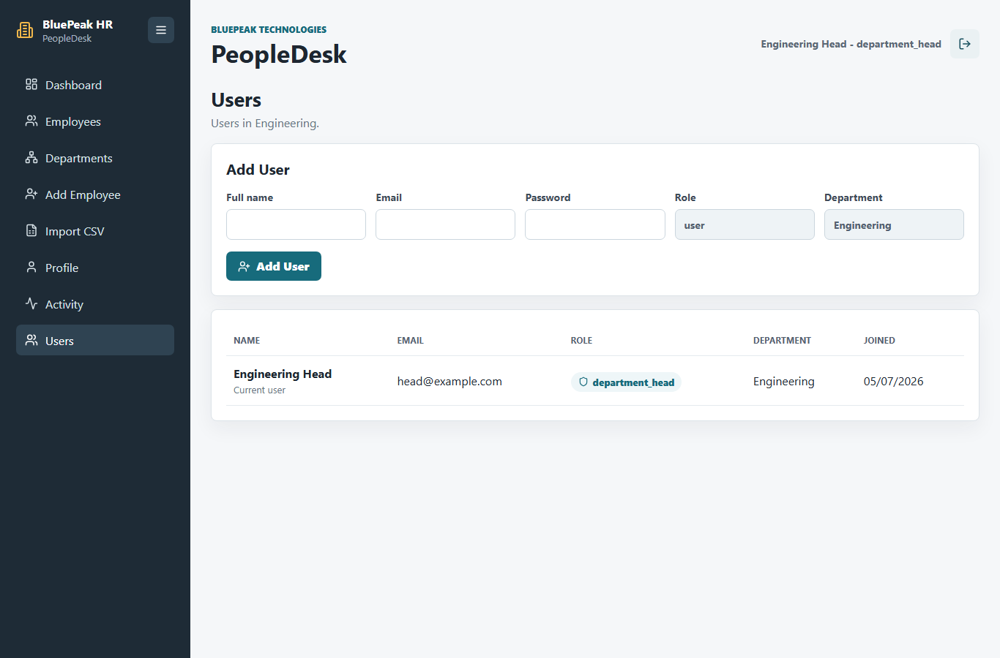 BluePeak HR
PeopleDesk
Dashboard
Employees
Departments
Add Employee
Import CSV
Profile
Activity
Users
BLUEPEAK TECHNOLOGIES
PeopleDesk
Engineering Head - department_head
Users
Users in Engineering.
Add User
Full name Email Password Role Department
user Engineering
Add User
NAME EMAIL ROLE DEPARTMENT JOINED
Engineering Head head@example.com department_head Engineering 05/07/2026
Current user